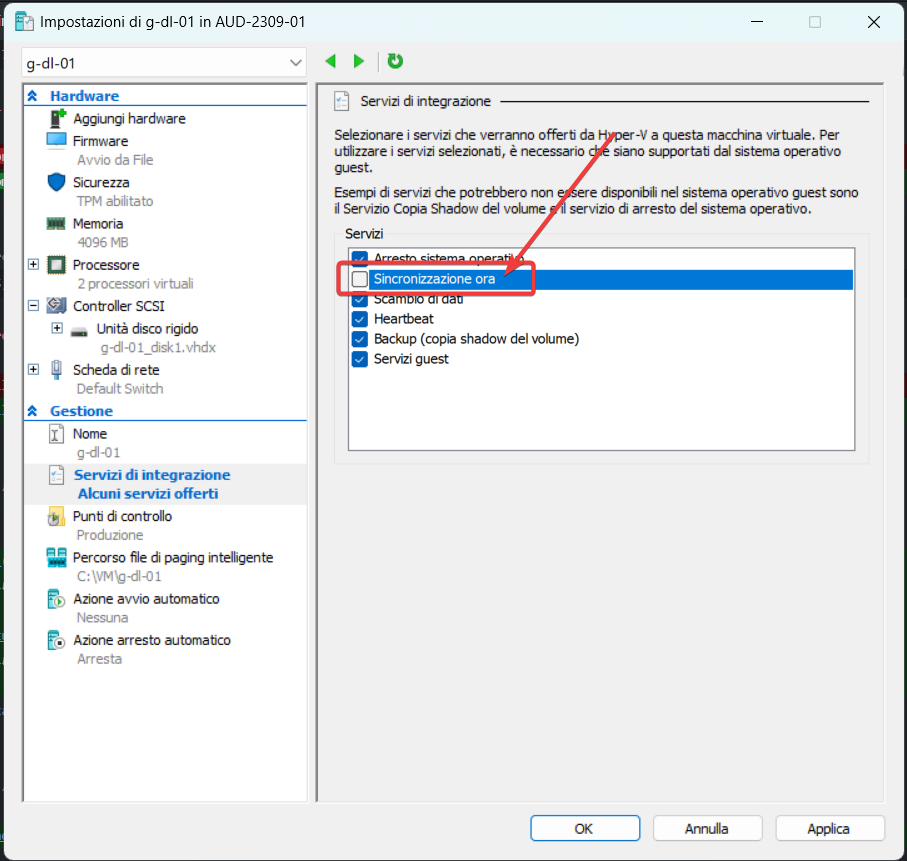 Impostazioni di g-dl-01 in AUD-2309-01
g-dl-01
Hardware
Aggiungi hardware
Firmware
Avvio da File
Sicurezza
TPM abilitato
Memoria
4096 MB
Processore
2 processori virtuali
Controller SCSI
Unità disco rigido
g-dl-01_disk1.vhdx
Scheda di rete
Default Switch
Gestione
Nome
g-dl-01
Servizi di integrazione
Alcuni servizi offerti
Punti di controllo
Produzione
Percorso file di paging intelligente
C:\VM\g-dl-01
Azione avvio automatico
Nessuna
Azione arresto automatico
Arresta
Servizi di integrazione
Selezionare i servizi che verranno offerti da Hyper-V a questa macchina virtuale. Per
utilizzare i servizi selezionati, è necessario che siano supportati dal sistema operativo
guest.
Esempi di servizi che potrebbero non essere disponibili nel sistema operativo guest sono
il Servizio Copia Shadow del volume e il servizio di arresto del sistema operativo.
Servizi
Arresto sistema operativo
Sincronizzazione ora
Scambio di dati
Heartbeat
Backup (copia shadow del volume)
Servizi guest
OK
Annulla
Applica